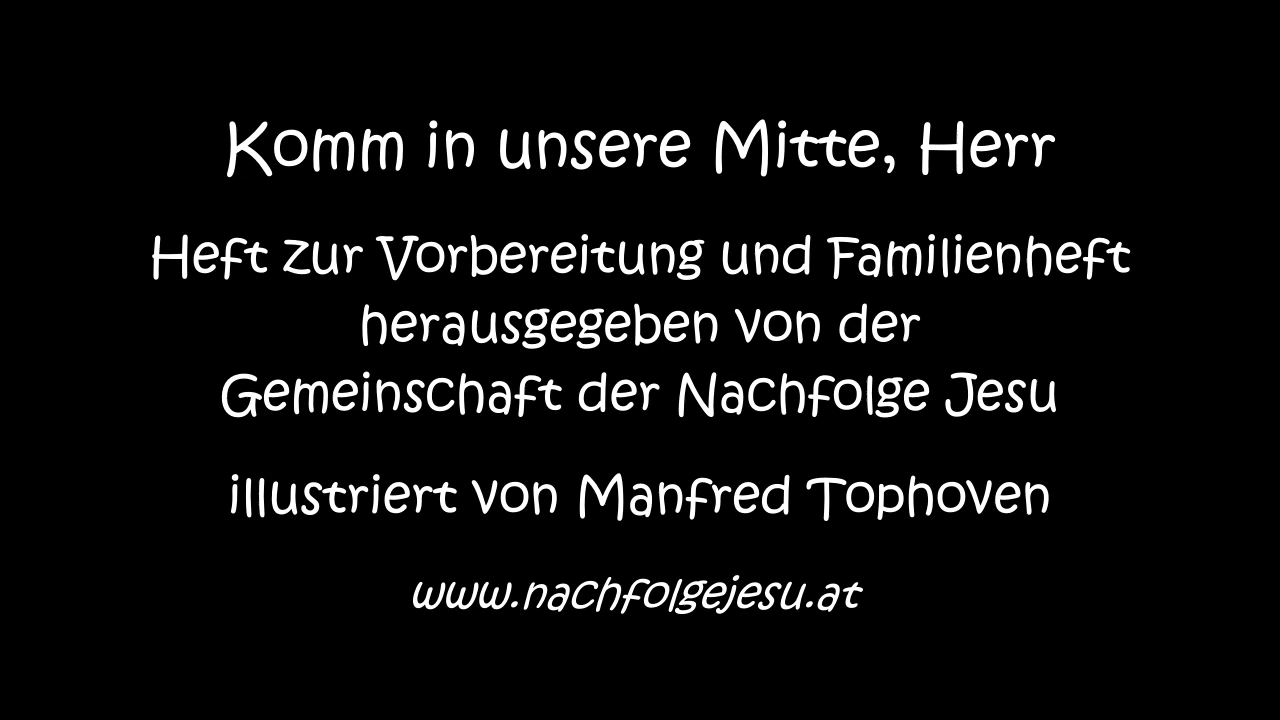 Komm in unsere Mitte, Herr
Heft zur Vorbereitung und Familienheft
herausgegeben von der
Gemeinschaft der Nachfolge Jesu
illustriert von Manfred Tophoven
www.nachfolgejesu.at